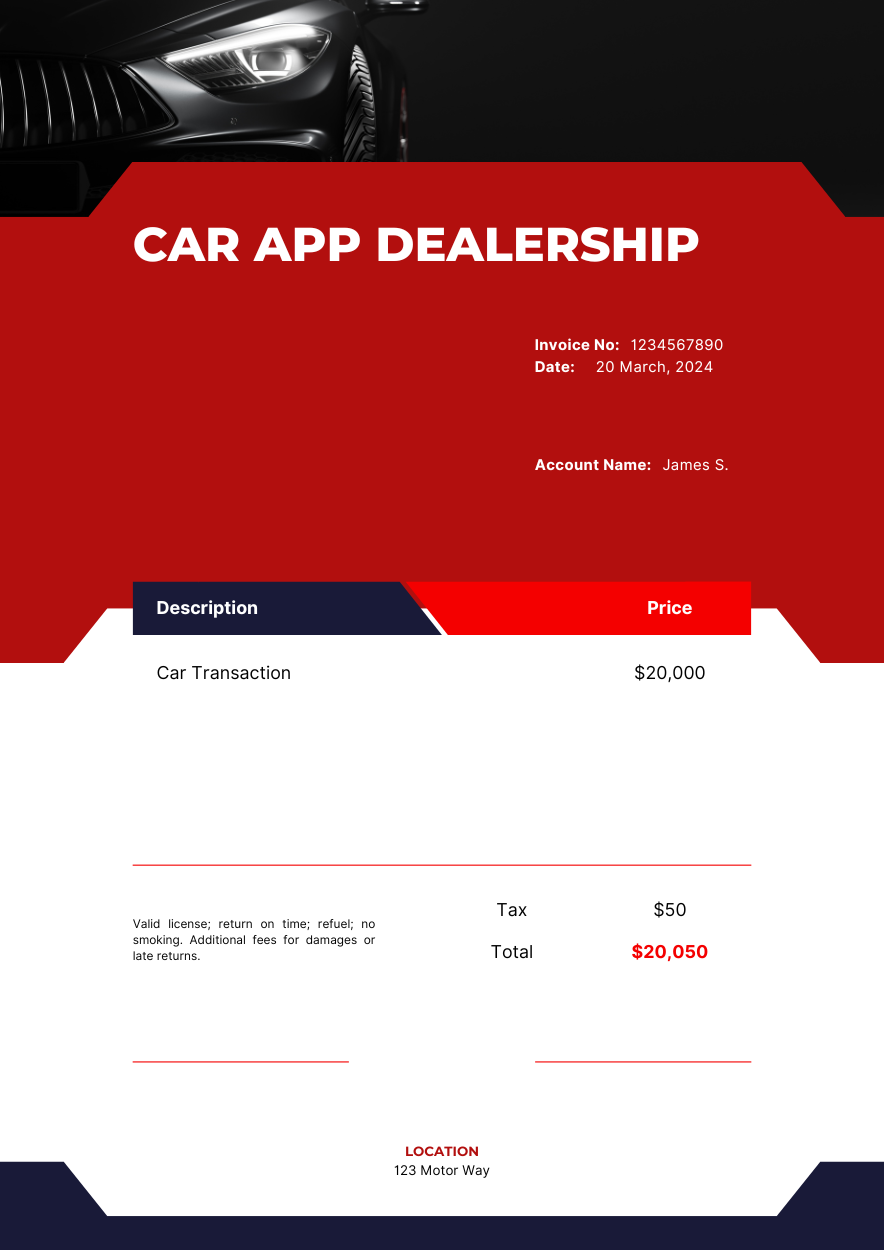 CAR APP DEALERSHIP
Invoice No: 1234567890
Date: 20 March, 2024
Account Name: James S.
Description Price
Car Transaction $20,000
Tax $50
Valid license; return on time; refuel; no
smoking. Additional fees for damages or
late returns.
Total $20,050
LOCATION
123 Motor Way